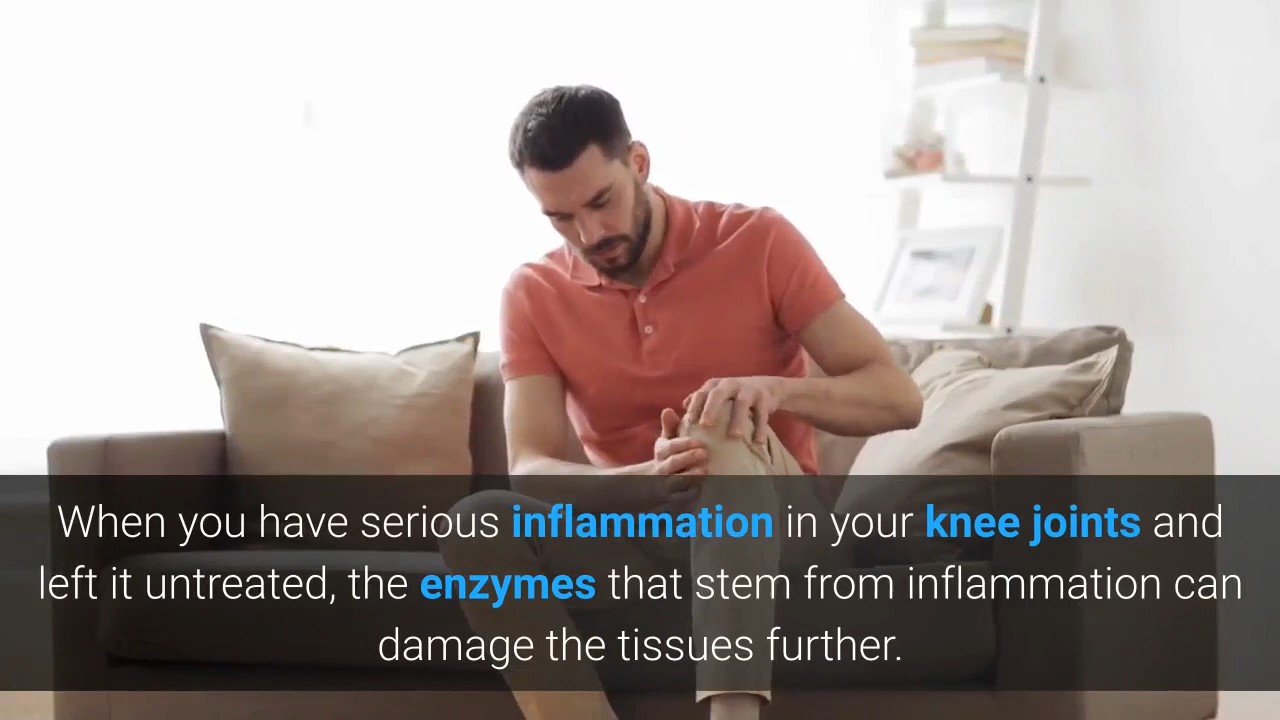 When you have serious inflammation in your knee joints and
left it untreated, the enzymes that stem from inflammation can
damage the tissues further.